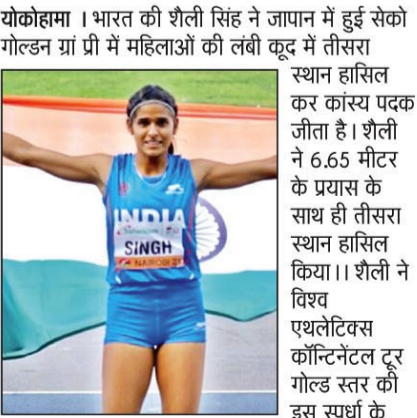 योकोहामा । भारत की शैली सिंह ने जापान में हुई सेको
गोल्डन ग्रां प्री में महिलाओं की लंबी कूद में तीसरा
स्थान हासिल
कर कांस्य पदक
जीता है। शैली
ने 6.65 मीटर
के प्रयास के
साथ ही तीसरा
स्थान हासिल
किया।। शैली ने
विश्व
एथलेटिक्स
कॉन्टिनेंटल टूर
गोल्ड स्तर की
इस स्पर्धा के
INDIA
SINGH
NAIROBI 21